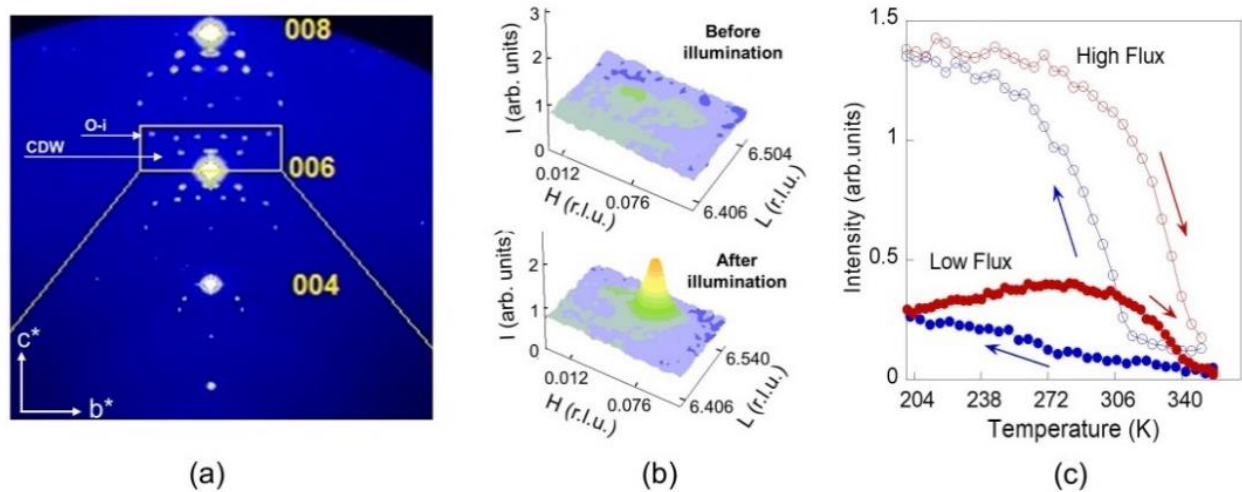 008
O-i
CDW
006
004
c*
b*
(a)
3
2
1
0
I (arb. units)
Before
illumination
0.012
0.076
H (r.l.u.)
6.406
6.504
L (r.l.u.)
2
1
0
I (arb. units)
After
illumination
0.012
0.076
H (r.l.u.)
6.406
6.540
L (r.l.u.)
(b)
1.5
1
0.5
0
Intensity (arb.units)
High Flux
Low Flux
204 238 272 306 340
Temperature (K)
(c)